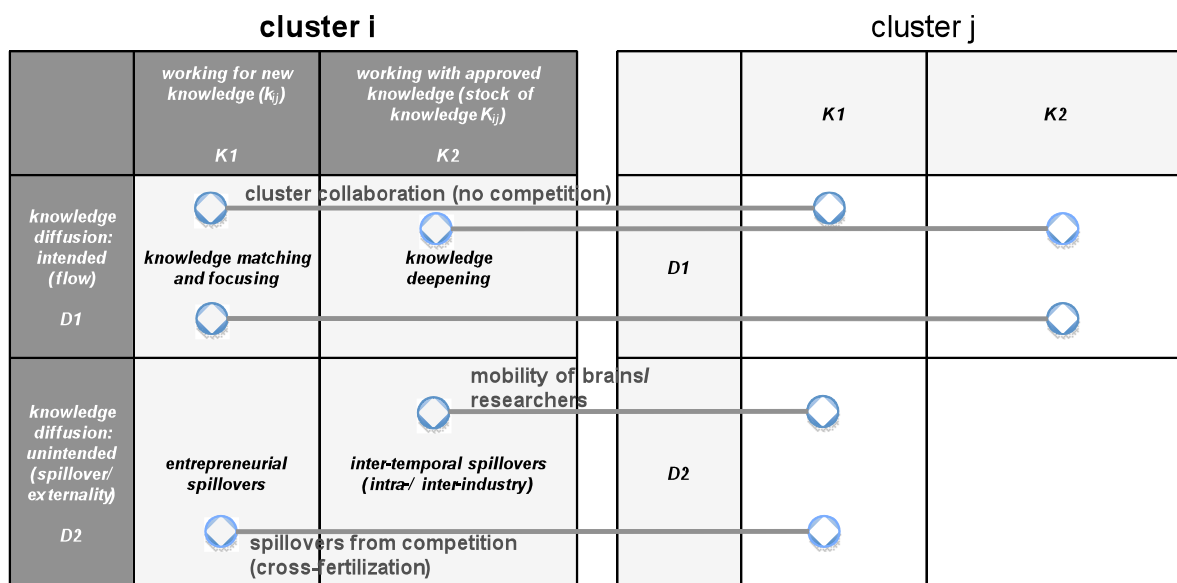 cluster i
cluster j
working for new
knowledge (kij)
K1
working with approved
knowledge (stock of
knowledge Kij)
K2
K1
K2
knowledge
diffusion:
intended
(flow)
D1
cluster collaboration (no competition)
knowledge matching
and focusing
knowledge
deepening
D1
knowledge
diffusion:
unintended
(spillover/
externality)
D2
mobility of brains/
researchers
entrepreneurial
spillovers
inter-temporal spillovers
(intra-/ inter-industry)
D2
spillovers from competition
(cross-fertilization)